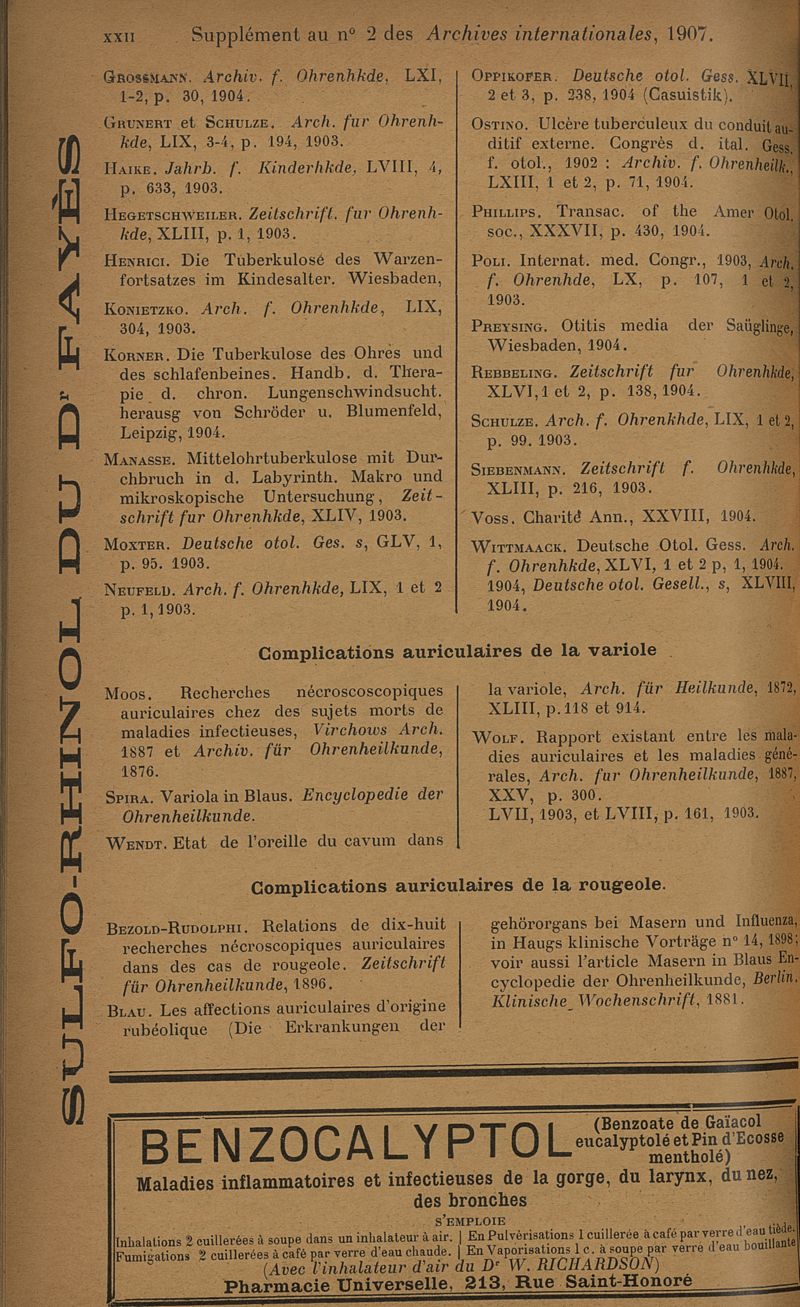 XXII Supplément au n° 2 des Archives internationales, 1907.
GROSSMANN. Archiv. f. Ohrenhkde, LXI,
1-2, p. 30, 1904.
GRUNERT et SCHULZE. Arch. fur Ohrenh-
kde, LIX, 3-4, p. 194, 1903.
HAIKE. Jahrb. f. Kinderhkde, LVIII, 4,
p. 633, 1903.
HEGETSCHWEILER. Zeitschrift. fur Ohrenh-
kde, XLIII, p. 1, 1903.
HENRICI. Die Tuberkulosé des Warzen-
fortsatzes im Kindesalter. Wiesbaden,
KONIETZKO. Arch. f. Ohrenhkde, LIX,
304, 1903.
KORNER. Die Tuberkulose des Ohres und
des schlafenbeines. Handb. d. Thera-
pie d. chron. Lungenschwindsucht.
herausg von Schröder u. Blumenfeld,
Leipzig, 1904.
MANASSE. Mittelohrtuberkulose mit Dur-
chbruch in d. Labyrinth. Makro und
mikroskopische Untersuchung, Zeit-
schrift fur Ohrenhkde, XLIV, 1903.
MOXTER. Deutsche otol. Ges. s, GLV, 1,
p. 95. 1903.
NEUFELD. Arch. f. Ohrenhkde, LIX, 1 et 2
p. 1, 1903.
OPPIKOFER. Deutsche otol. Gess. XLVII,
2 et 3, p. 238, 1904 (Casuistik).
OSTINO. Ulcère tuberculeux du conduit au-
ditif externe. Congrès d. ital. Gess.
f. otol., 1902 : Archiv. f. Ohrenheilk.,
LXIII, 1 et 2, p. 71, 1904.
PHILLIPS. Transac. of the Amer Otol.
soc., XXXVII, p. 430, 1904.
POLI. Internat. med. Congr., 1903, Arch.
f. Ohrenhde, LX, p. 107, 1 et 2,
1903.
PREYSING. Otitis media der Saüglinge,
Wiesbaden, 1904.
REBBELING. Zeitschrift fur Ohrenhkde,
XLVI, 1 et 2, p. 138, 1904.
SCHULZE. Arch. f. Ohrenkhde, LIX, 1 et 2,
p. 99. 1903.
SIEBENMANN. Zeitschrift f. Ohrenhkde,
XLIII, p. 216, 1903.
Voss. Charité Ann., XXVIII, 1904.
WITTMAACK. Deutsche Otol. Gess. Arch.
f. Ohrenhkde, XLVI, 1 et 2 p, 1, 1904.
1904, Deutsche otol. Gesell., s, XLVIII,
1904.
Complications auriculaires de la variole
MOOS. Recherches nécroscoscopiques
auriculaires chez des sujets morts de
maladies infectieuses, Virchows Arch.
1887 et Archiv. für Ohrenheilkunde,
1876.
SPIRA. Variola in Blaus. Encyclopedie der
Ohrenheilkunde.
WENDT. Etat de l'oreille du cavum dans
la variole, Arch. für Heilkunde, 1872,
XLIII, p. 118 et 914.
WOLF. Rapport existant entre les mala-
dies auriculaires et les maladies géné-
rales, Arch. fur Ohrenheilkunde, 1887,
XXV, p. 300.
LVII, 1903, et LVIII, p. 161, 1903.
Complications auriculaires de la rougeole.
BEZOLD-RUDOLPHI. Relations de dix-huit
recherches nécroscopiques auriculaires
dans des cas de rougeole. Zeitschrift
für Ohrenheilkunde, 1896.
BLAU. Les affections auriculaires d'origine
rubéolique (Die Erkrankungen der
gehörorgans bei Masern und Influenza,
in Haugs klinische Vorträge n° 14, 1898;
voir aussi l'article Masern in Blaus En-
cyclopedie der Ohrenheilkunde, Berlin.
Klinische Wochenschrift, 1881.
SULFO-RHINOL DU Dr FAYÈS
BENZOCALYPTOL (Benzoate de Gaïacol
eucalyptolé et Pin d'Ecosse
mentholé)
Maladies inflammatoires et infectieuses de la gorge, du larynx, du nez,
des bronches
S'EMPLOIE
Inhalations 2 cuillerées à soupe dans un inhalateur à air. | En Pulvérisations 1 cuillerée à café par verre d'eau tiède.
Fumigations 2 cuillerées à café par verre d'eau chaude. | En Vaporisations 1 c. à soupe par verre d'eau bouillante
(Avec l'inhalateur d'air du Dr W. RICHARDSON)
Pharmacie Universelle, 213, Rue Saint-Honoré